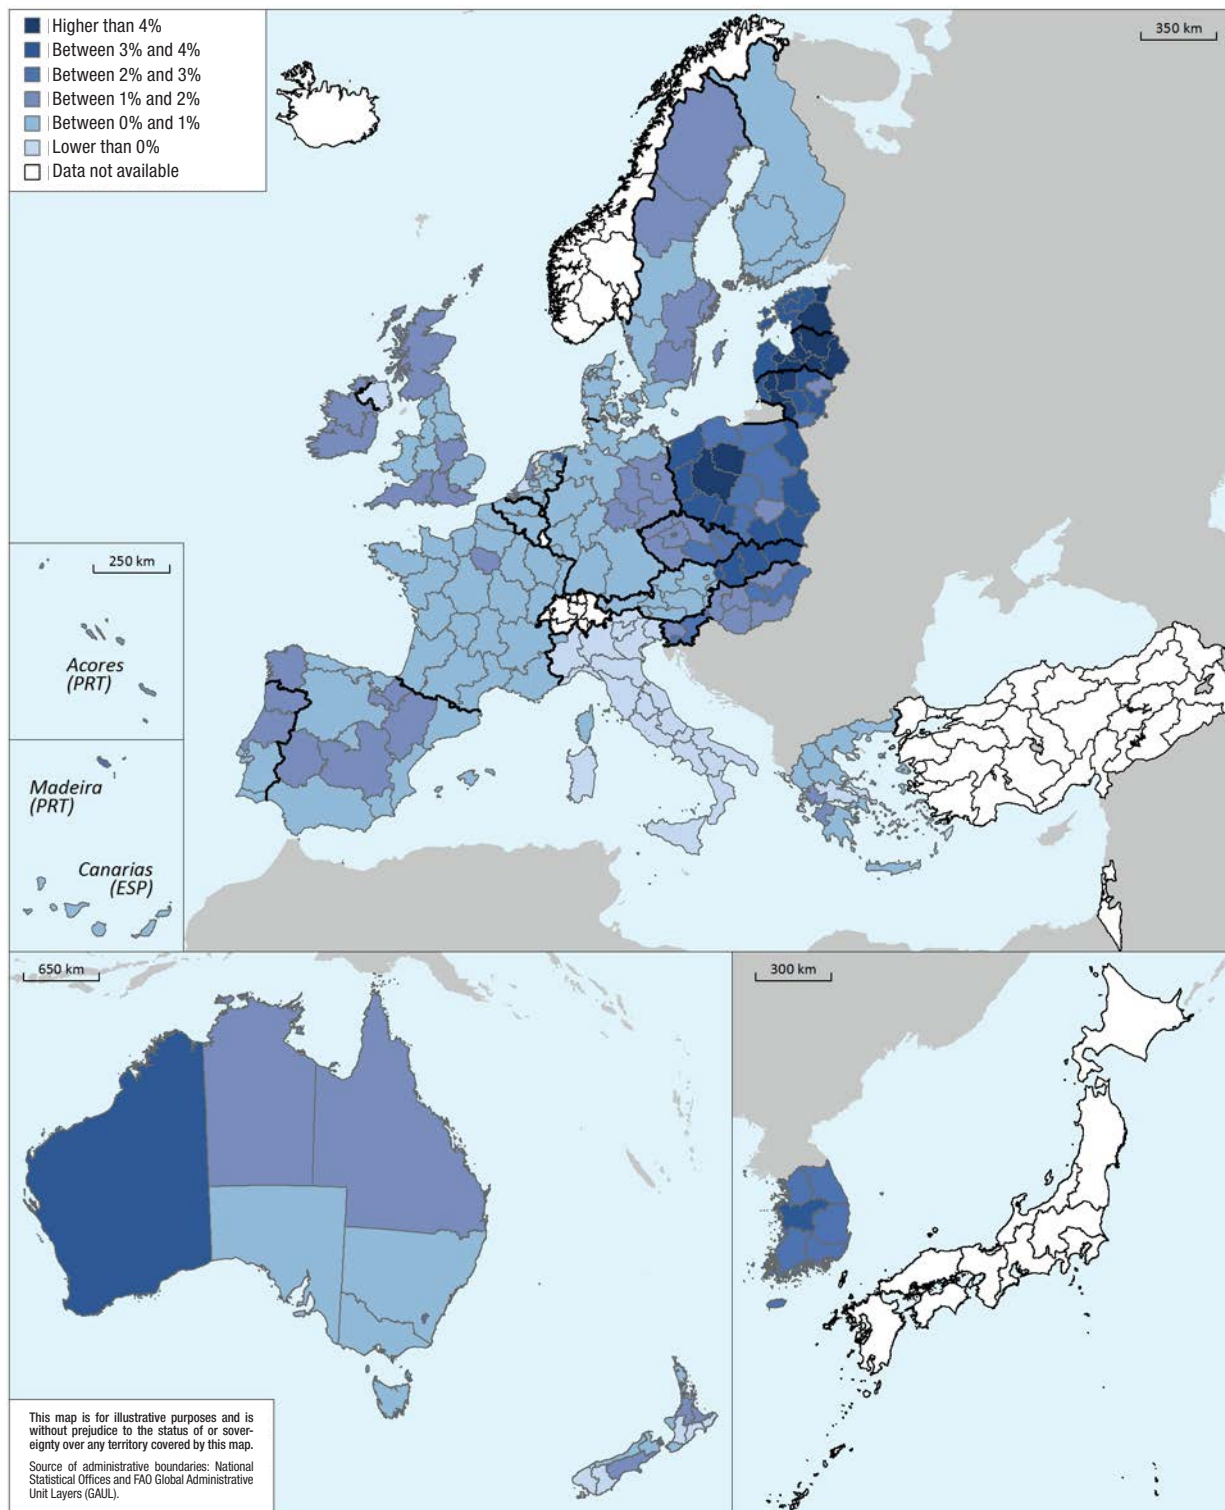 Higher than 4%
Between 3% and 4%
Between 2% and 3%
Between 1% and 2%
Between 0% and 1%
Lower than 0%
Data not available
350 km
250 km
Acores
(PRT)
Madeira
(PRT)
Canarias
(ESP)
650 km
300 km
This map is for illustrative purposes and is
without prejudice to the status of or sover-
eignty over any territory covered by this map.
Source of administrative boundaries: National
Statistical Offices and FAO Global Administrative
Unit Layers (GAUL).